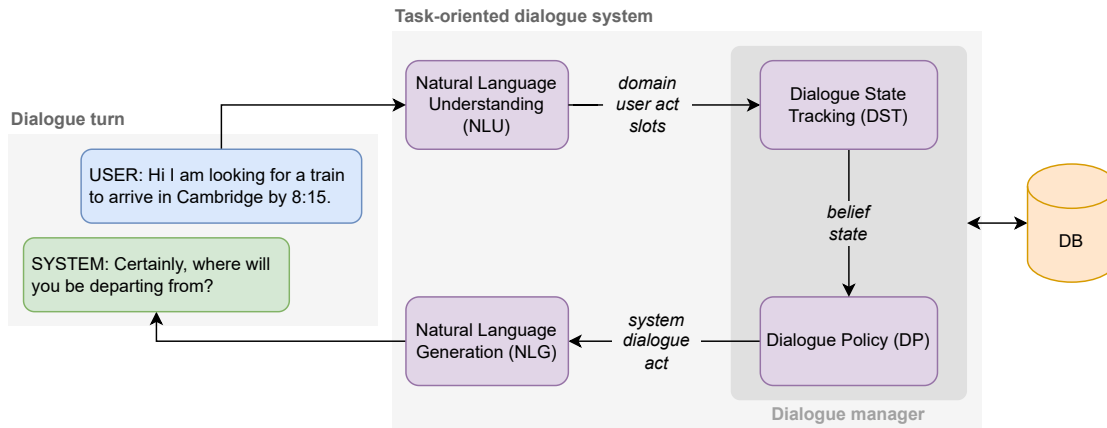 Task-oriented dialogue system
Natural Language
Understanding
(NLU)
domain
user act
slots
Dialogue State
Tracking (DST)
Dialogue turn
USER: Hi I am looking for a train
to arrive in Cambridge by 8:15.
belief
state
DB
SYSTEM: Certainly, where will
you be departing from?
Natural Language
Generation (NLG)
system
dialogue
act
Dialogue Policy (DP)
Dialogue manager